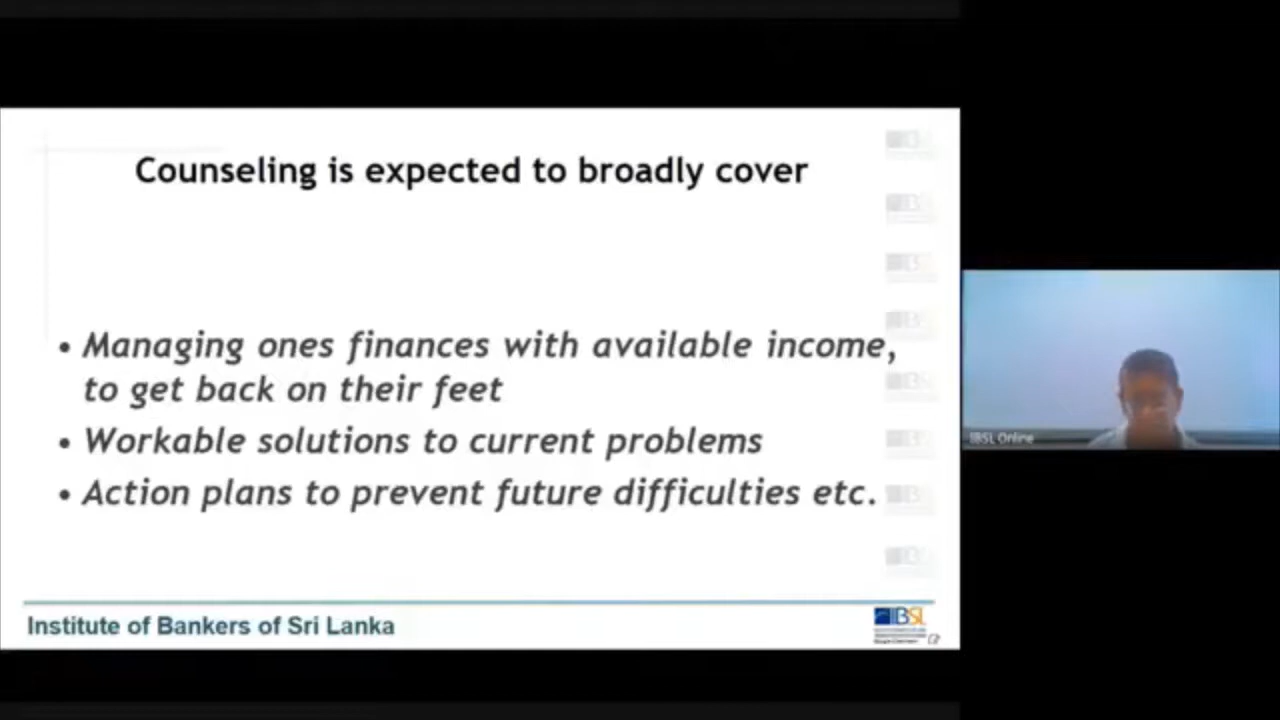 Counseling is expected to broadly cover
• Managing ones finances with available income,
to get back on their feet
• Workable solutions to current problems
• Action plans to prevent future difficulties etc.
Institute of Bankers of Sri Lanka
IBSL
IBSL Online